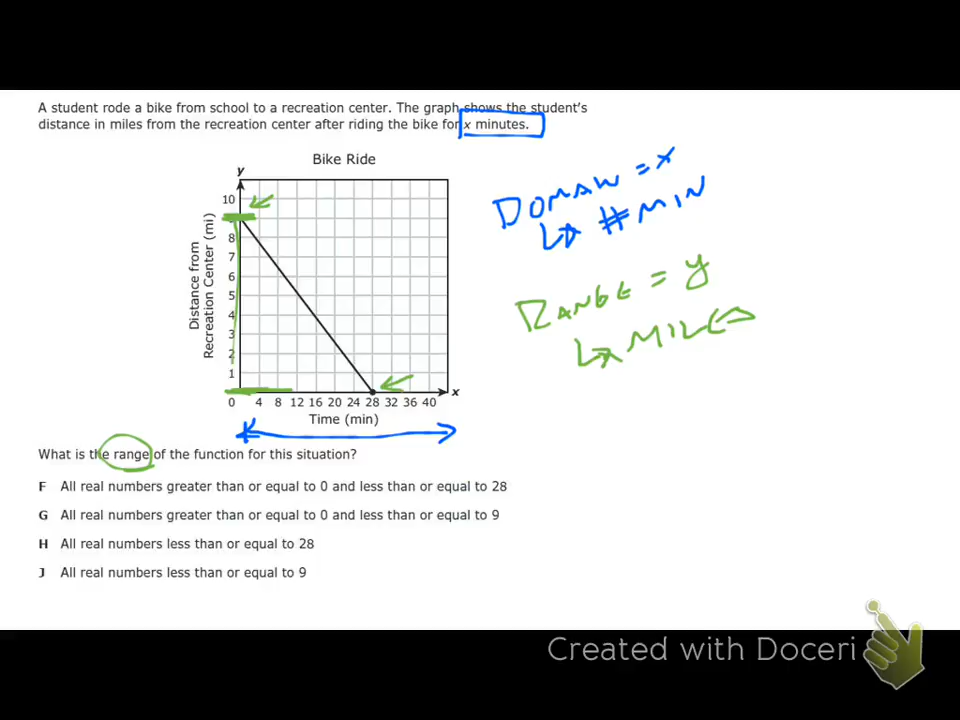 A student rode a bike from school to a recreation center. The graph shows the student's
distance in miles from the recreation center after riding the bike for x minutes.
Bike Ride
y
10
8
7
6
5
4
3
2
1
Distance from
Recreation Center (mi)
0 4 8 12 16 20 24 28 32 36 40
x
Time (min)
DOMAIN = x
↳ # MIN
RANGE = y
↳ MILES
What is the range of the function for this situation?
F All real numbers greater than or equal to 0 and less than or equal to 28
G All real numbers greater than or equal to 0 and less than or equal to 9
H All real numbers less than or equal to 28
J All real numbers less than or equal to 9
Created with Doceri